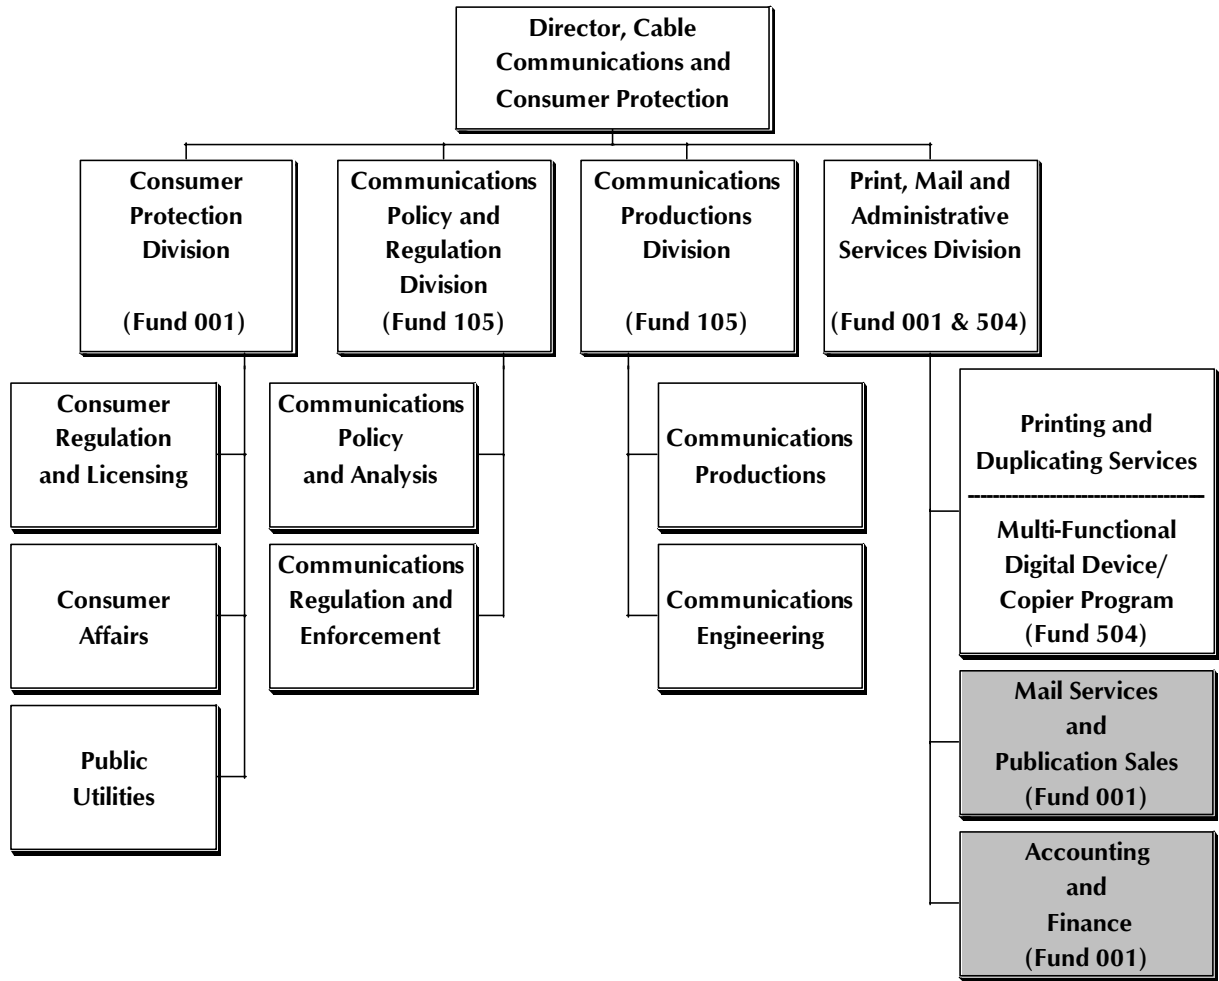 Director, Cable
Communications and
Consumer Protection
Consumer
Protection
Division
(Fund 001)
Communications
Policy and
Regulation
Division
(Fund 105)
Communications
Productions
Division
(Fund 105)
Print, Mail and
Administrative
Services Division
(Fund 001 & 504)
Consumer
Regulation
and Licensing
Consumer
Affairs
Public
Utilities
Communications
Policy
and Analysis
Communications
Regulation and
Enforcement
Communications
Productions
Communications
Engineering
Printing and
Duplicating Services
Multi-Functional
Digital Device/
Copier Program
(Fund 504)
Mail Services
and
Publication Sales
(Fund 001)
Accounting
and
Finance
(Fund 001)